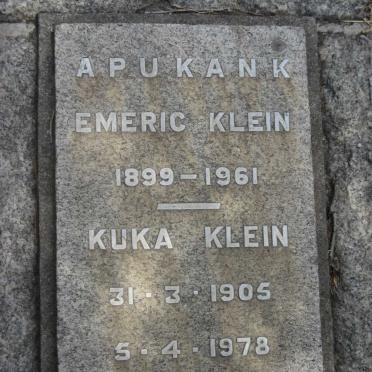 APUKANK
EMERIC KLEIN
1899–1961
KUKA KLEIN
31·3·1905
5·4·1978